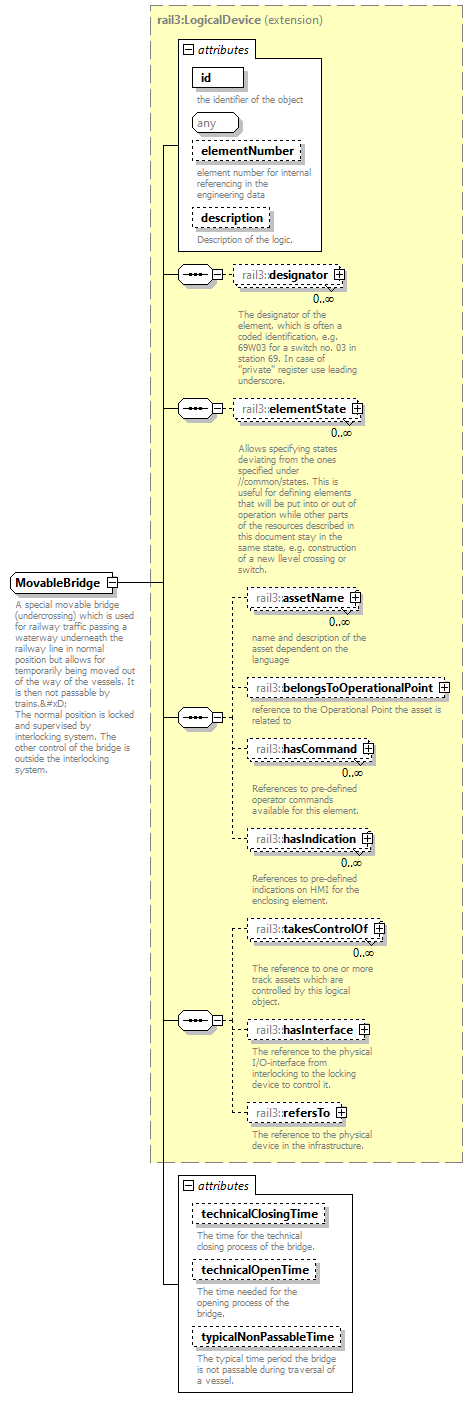 rail3:LogicalDevice (extension)
attributes
id
the identifier of the object
any
elementNumber
element number for internal
referencing in the
engineering data
description
Description of the logic.
rail3::designator
0..∞
The designator of the
element, which is often a
coded identification, e.g.
69W03 for a switch no. 03 in
station 69. In case of
"private" register use leading
underscore.
rail3::elementState
0..∞
Allows specifying states
deviating from the ones
specified under
//common/states. This is
useful for defining elements
that will be put into or out of
operation while other parts
of the resources described in
this document stay in the
same state, e.g. construction
of a new llevel crossing or
switch.
MovableBridge
A special movable bridge
(undercrossing) which is used
for railway traffic passing a
waterway underneath the
railway line in normal
position but allows for
temporarily being moved out
of the way of the vessels. It
is then not passable by
trains.&#xD;
The normal position is locked
and supervised by
interlocking system. The
other control of the bridge is
outside the interlocking
system.
rail3::assetName
0..∞
name and description of the
asset dependent on the
language
rail3::belongsToOperationalPoint
reference to the Operational Point the asset is
related to
rail3::hasCommand
0..∞
References to pre-defined
operator commands
available for this element.
rail3::hasIndication
0..∞
References to pre-defined
indications on HMI for the
enclosing element.
rail3::takesControlOf
0..∞
The reference to one or more
track assets which are
controlled by this logical
object.
rail3::hasInterface
The reference to the physical
I/O-interface from
interlocking to the locking
device to control it.
rail3::refersTo
The reference to the physical
device in the infrastructure.
attributes
technicalClosingTime
The time for the technical
closing process of the bridge.
technicalOpenTime
The time needed for the
opening process of the
bridge.
typicalNonPassableTime
The typical time period the bridge
is not passable during traversal of
a vessel.